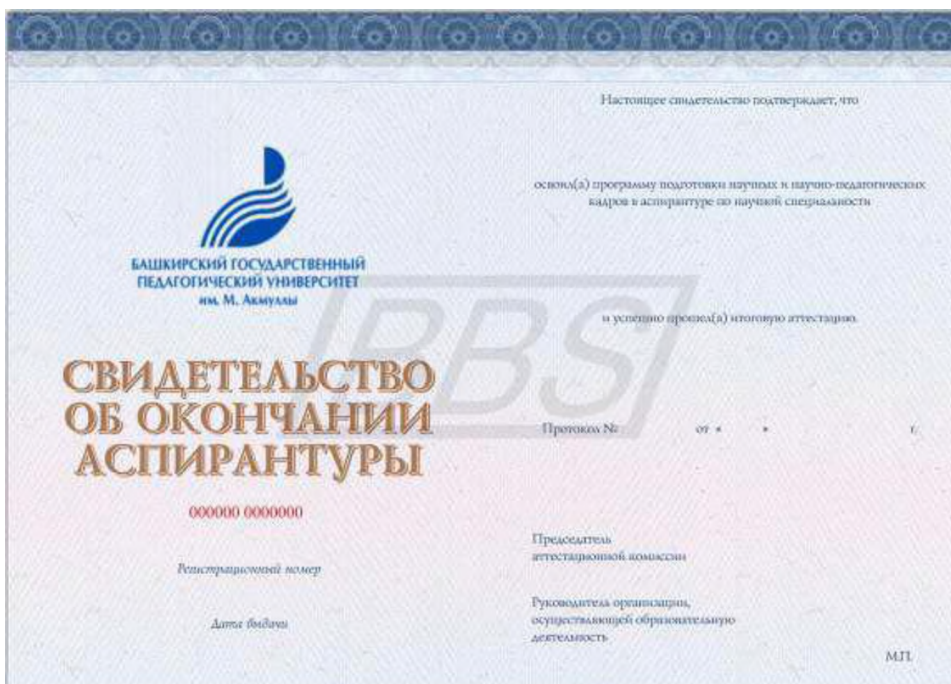 БАШКИРСКИЙ ГОСУДАРСТВЕННЫЙ
ПЕДАГОГИЧЕСКИЙ УНИВЕРСИТЕТ
им. М. Акмуллы
СВИДЕТЕЛЬСТВО
ОБ ОКОНЧАНИИ
АСПИРАНТУРЫ
000000 0000000
Регистрационный номер
Дата выдачи
Настоящее свидетельство подтверждает, что
освоил(а) программу подготовки научных и научно-педагогических
кадров в аспирантуре по научной специальности
и успешно прошел(а) итоговую аттестацию.
Протокол № от « » г.
Председатель
аттестационной комиссии
Руководитель организации,
осуществляющей образовательную
деятельность
М.П.
BBS